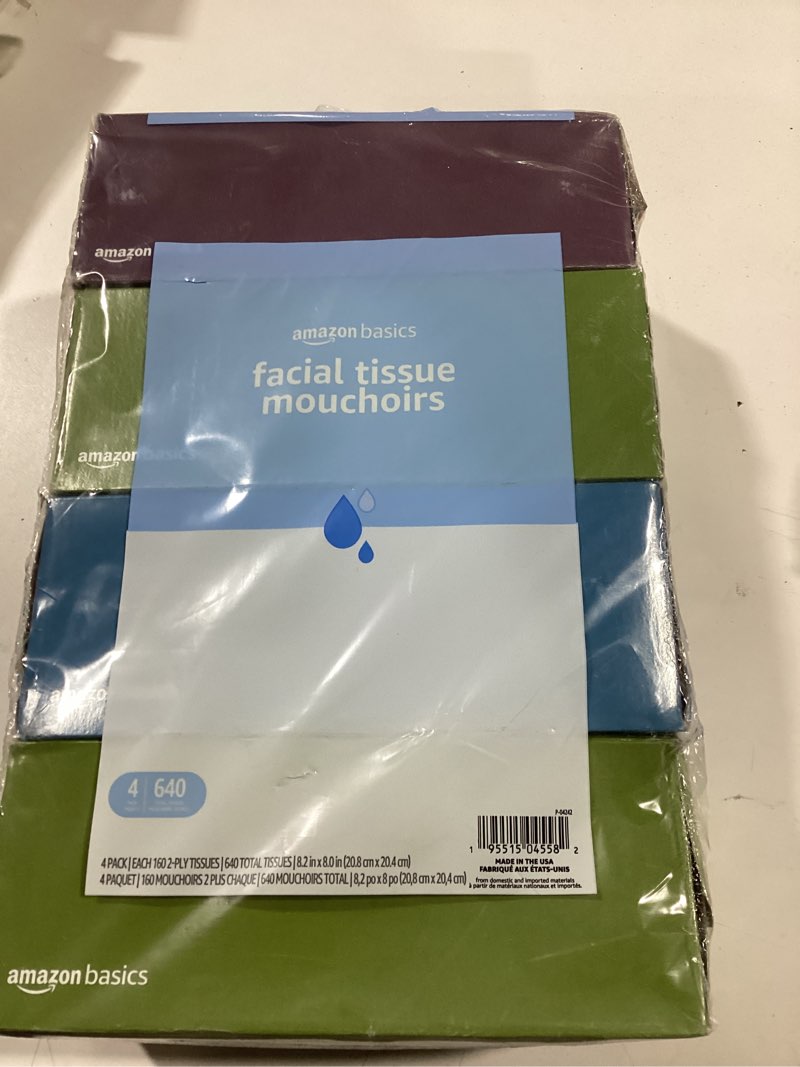 amazon
amazon basics
facial tissue
mouchoirs
amazon basics
amazo
4 640
P-04242
1 95515 04558 2
4 PACK | EACH 160 2-PLY TISSUES | 640 TOTAL TISSUES | 8.2 in x 8.0 in (20.8 cm x 20.4 cm)
4 PAQUET | 160 MOUCHOIRS 2 PLIS CHAQUE | 640 MOUCHOIRS TOTAL | 8,2 po x 8 po (20,8 cm x 20,4 cm)
MADE IN THE USA
FABRIQUÉ AUX ÉTATS-UNIS
from domestic and imported materials
à partir de matériaux nationaux et importés.
amazon basics